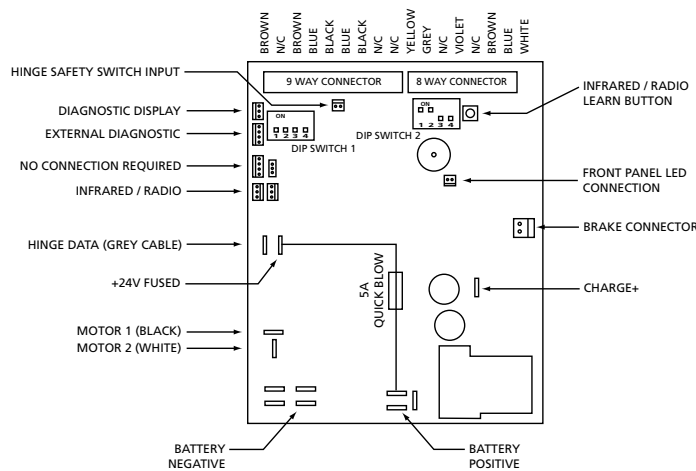 BROWN
N/C
BROWN
BLUE
BLACK
BLUE
BLACK
N/C
N/C
YELLOW
GREY
N/C
VIOLET
N/C
BROWN
BLUE
WHITE
9 WAY CONNECTOR
8 WAY CONNECTOR
HINGE SAFETY SWITCH INPUT
DIAGNOSTIC DISPLAY
EXTERNAL DIAGNOSTIC
NO CONNECTION REQUIRED
INFRARED / RADIO
HINGE DATA (GREY CABLE)
+24V FUSED
MOTOR 1 (BLACK)
MOTOR 2 (WHITE)
BATTERY
NEGATIVE
BATTERY
POSITIVE
ON
1 2 3 4
DIP SWITCH 1
ON
1 2 3 4
DIP SWITCH 2
5A
QUICK BLOW
INFRARED / RADIO
LEARN BUTTON
FRONT PANEL LED
CONNECTION
BRAKE CONNECTOR
CHARGE+